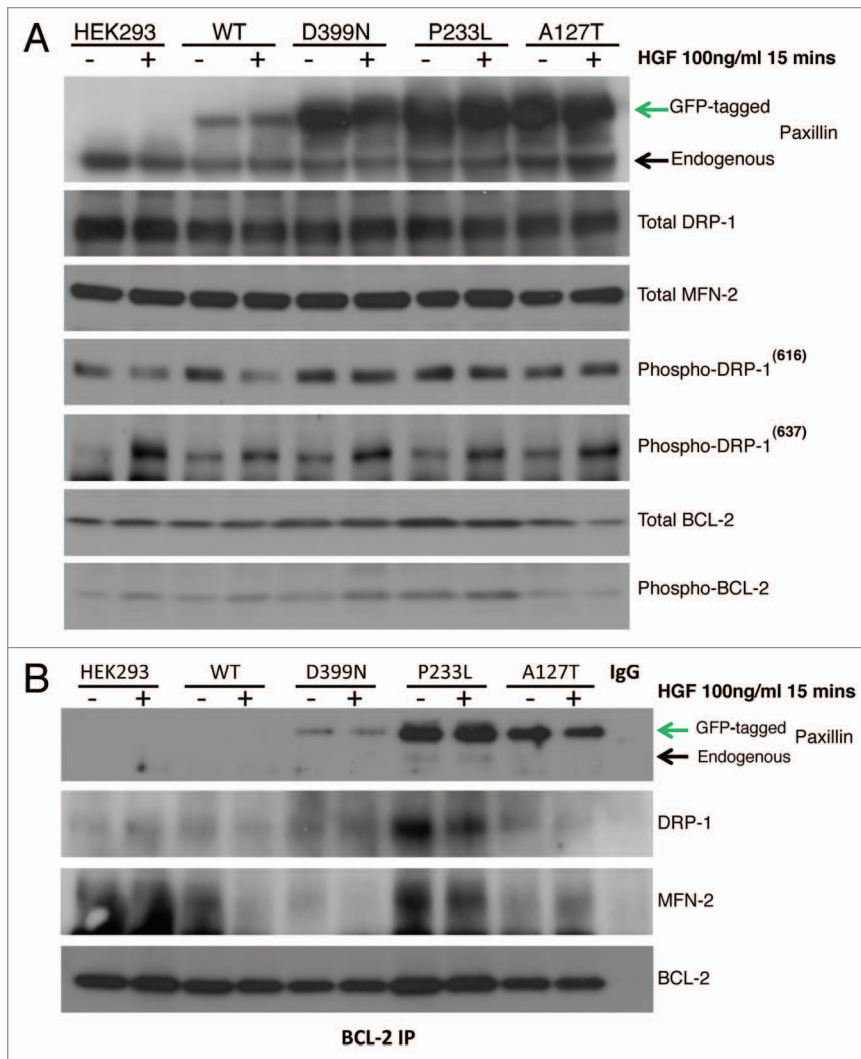 A
HEK293 WT D399N P233L A127T
- + - + - + - + - + HGF 100ng/ml 15 mins
GFP-tagged
Paxillin
Endogenous
Total DRP-1
Total MFN-2
Phospho-DRP-1(616)
Phospho-DRP-1(637)
Total BCL-2
Phospho-BCL-2
B
HEK293 WT D399N P233L A127T IgG
- + - + - + - + - + HGF 100ng/ml 15 mins
GFP-tagged Paxillin
Endogenous
DRP-1
MFN-2
BCL-2
BCL-2 IP